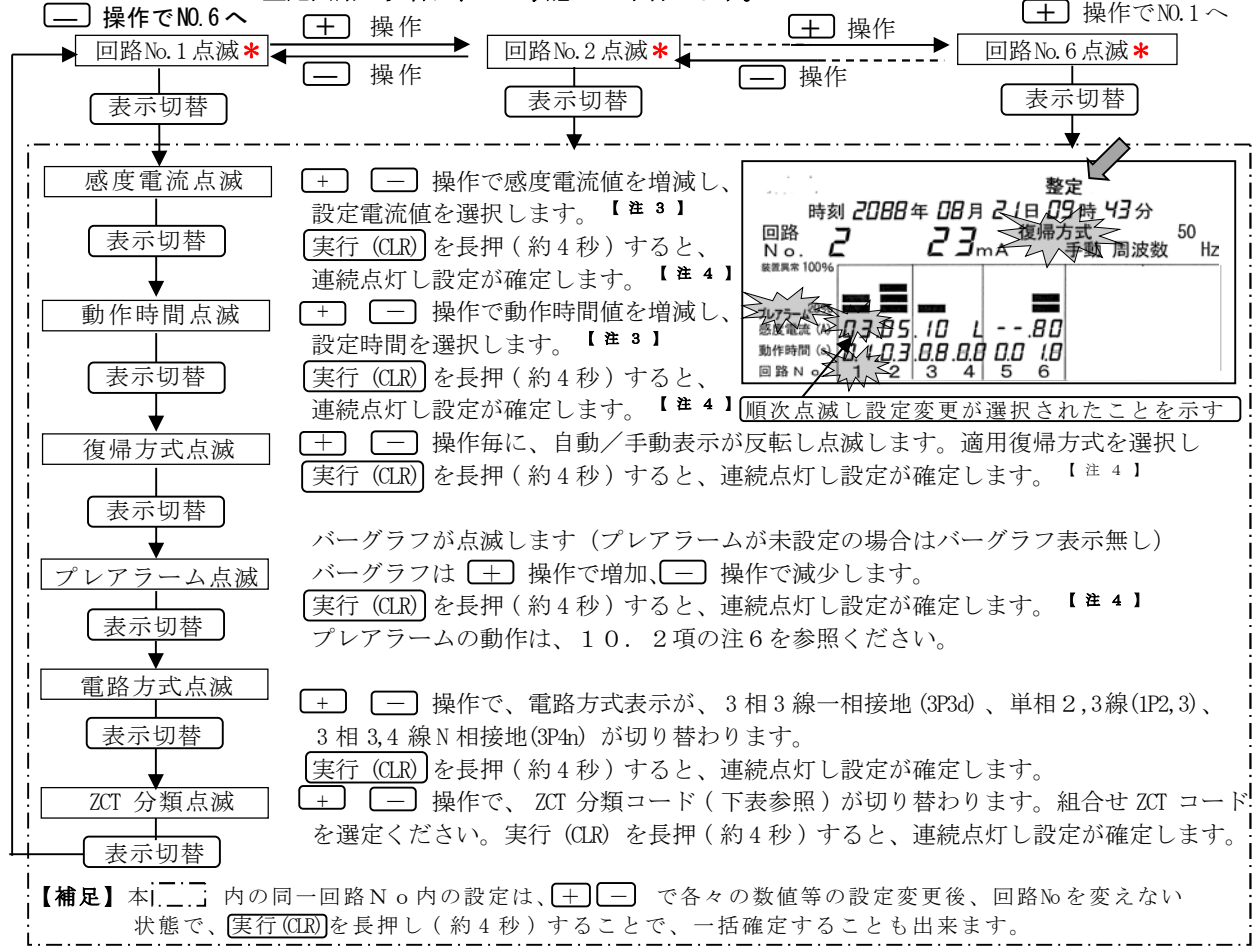 ― 操作でNO.6へ
＋ 操作
＋ 操作
＋ 操作でNO.1へ
回路No.1点滅＊
回路No.2点滅＊
回路No.6点滅＊
― 操作
― 操作
表示切替
表示切替
表示切替
感度電流点滅
＋ ― 操作で感度電流値を増減し、
設定電流値を選択します。【注3】
表示切替
実行(CLR)を長押(約4秒)すると、
連続点灯し設定が確定します。【注4】
動作時間点滅
＋ ― 操作で動作時間値を増減し、
設定時間を選択します。【注3】
表示切替
実行(CLR)を長押(約4秒)すると、
連続点灯し設定が確定します。【注4】
整定
時刻 2088年 08月 21日 09時 43分
回路No. 2 23mA 復帰方式 手動 周波数 50Hz
装置異常 100%
プレアラーム
感度電流(A) .03 .05 .10 L --.80
動作時間(s) 0.1 0.3 0.8 0.0 0.0 1.0
回路No 1 2 3 4 5 6
順次点滅し設定変更が選択されたことを示す
復帰方式点滅
＋ ― 操作毎に、自動／手動表示が反転し点滅します。適用復帰方式を選択し
実行(CLR)を長押(約4秒)すると、連続点灯し設定が確定します。【注4】
表示切替
バーグラフが点滅します（プレアラームが未設定の場合はバーグラフ表示無し）
プレアラーム点滅
バーグラフは ＋ 操作で増加、― 操作で減少します。
実行(CLR)を長押(約4秒)すると、連続点灯し設定が確定します。【注4】
表示切替
プレアラームの動作は、１０．２項の注６を参照ください。
電路方式点滅
＋ ― 操作で、電路方式表示が、3相3線一相接地(3P3d)、単相2,3線(1P2,3)、
表示切替
3相3,4線N相接地(3P4n)が切り替わります。
実行(CLR)を長押(約4秒)すると、連続点灯し設定が確定します。
ZCT 分類点滅
＋ ― 操作で、ZCT 分類コード(下表参照)が切り替わります。組合せ ZCT コード
を選定ください。実行(CLR)を長押(約4秒)すると、連続点灯し設定が確定します。
表示切替
【補足】本 内の同一回路No内の設定は、＋ ― で各々の数値等の設定変更後、回路Noを変えない
状態で、実行(CLR)を長押し(約4秒)することで、一括確定することも出来ます。